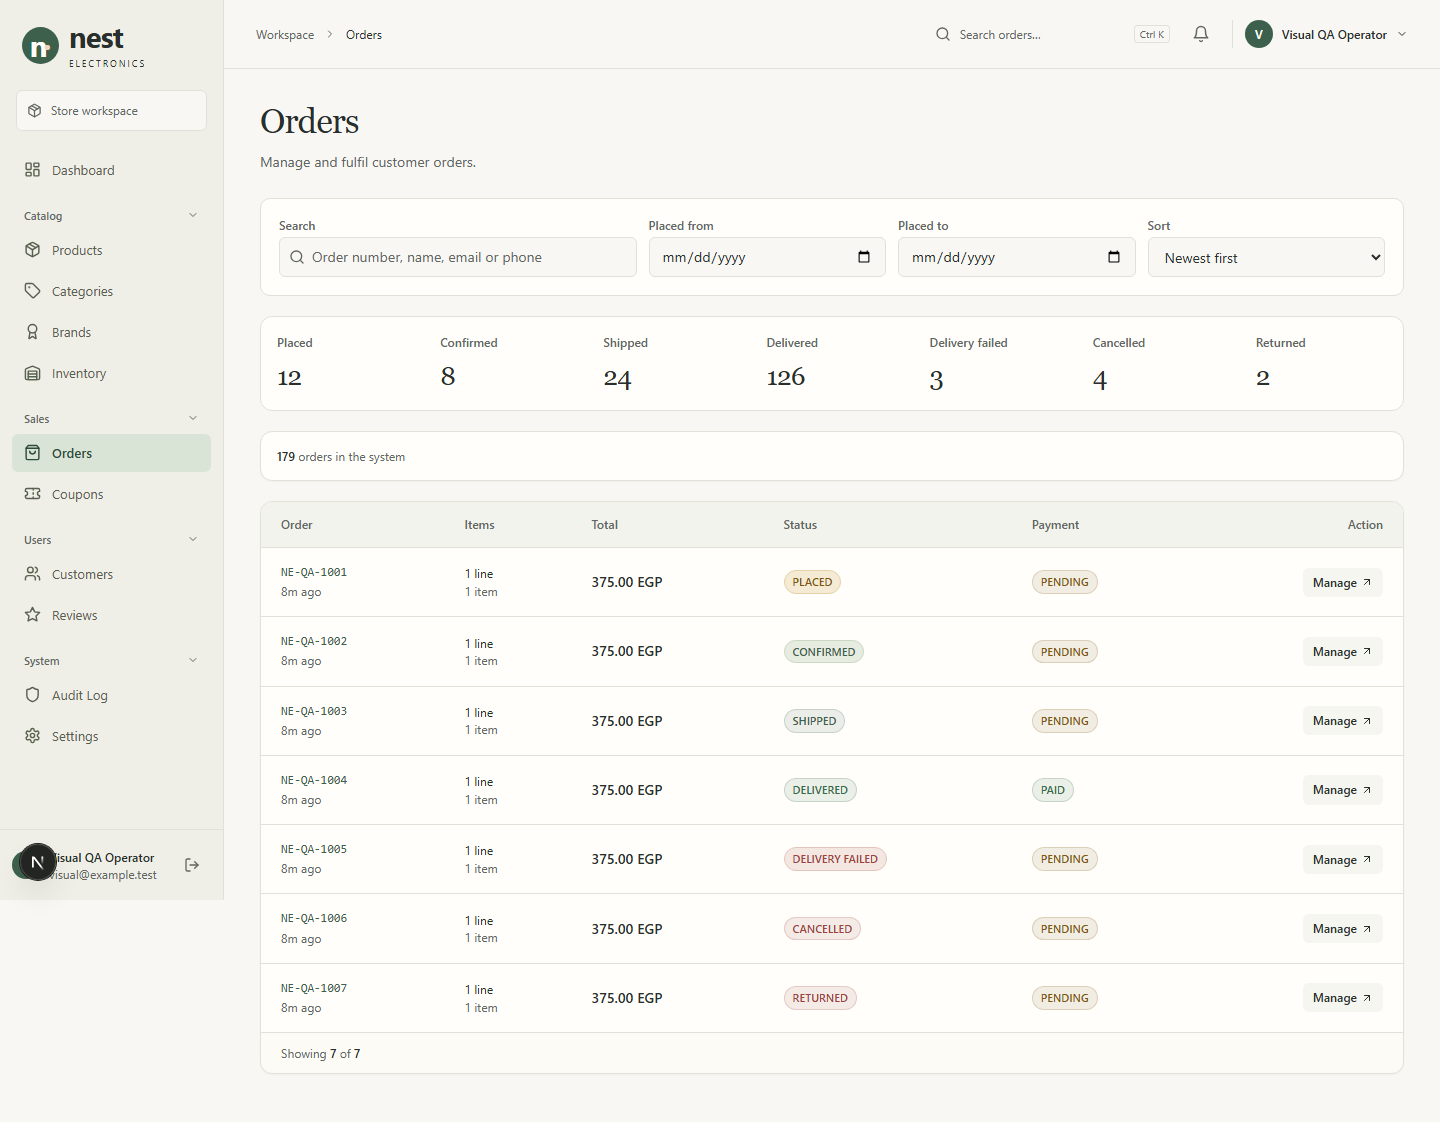 nest
ELECTRONICS
Store workspace
Dashboard
Catalog
Products
Categories
Brands
Inventory
Sales
Orders
Coupons
Users
Customers
Reviews
System
Audit Log
Settings
N
isual QA Operator
visual@example.test
Workspace > Orders
Search orders...
Ctrl K
V
Visual QA Operator
Orders
Manage and fulfil customer orders.
Search
Placed from
Placed to
Sort
Order number, name, email or phone
mm/dd/yyyy
mm/dd/yyyy
Newest first
Placed
Confirmed
Shipped
Delivered
Delivery failed
Cancelled
Returned
12
8
24
126
3
4
2
179 orders in the system
Order
Items
Total
Status
Payment
Action
NE-QA-1001
8m ago
1 line
1 item
375.00 EGP
PLACED
PENDING
Manage
NE-QA-1002
8m ago
1 line
1 item
375.00 EGP
CONFIRMED
PENDING
Manage
NE-QA-1003
8m ago
1 line
1 item
375.00 EGP
SHIPPED
PENDING
Manage
NE-QA-1004
8m ago
1 line
1 item
375.00 EGP
DELIVERED
PAID
Manage
NE-QA-1005
8m ago
1 line
1 item
375.00 EGP
DELIVERY FAILED
PENDING
Manage
NE-QA-1006
8m ago
1 line
1 item
375.00 EGP
CANCELLED
PENDING
Manage
NE-QA-1007
8m ago
1 line
1 item
375.00 EGP
RETURNED
PENDING
Manage
Showing 7 of 7